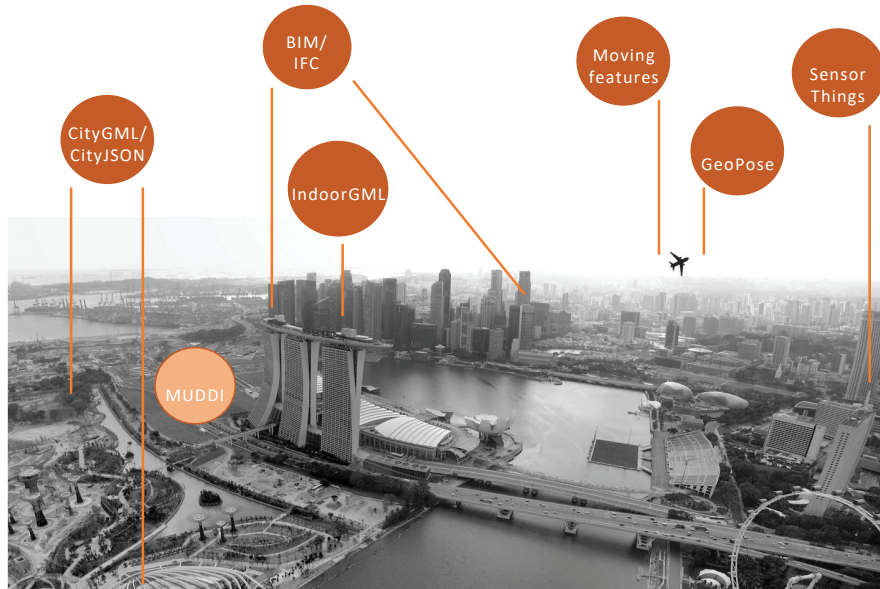 BIM/
IFC
Moving
features
Sensor
Things
CityGML/
CityJSON
GeoPose
IndoorGML
MUDDI